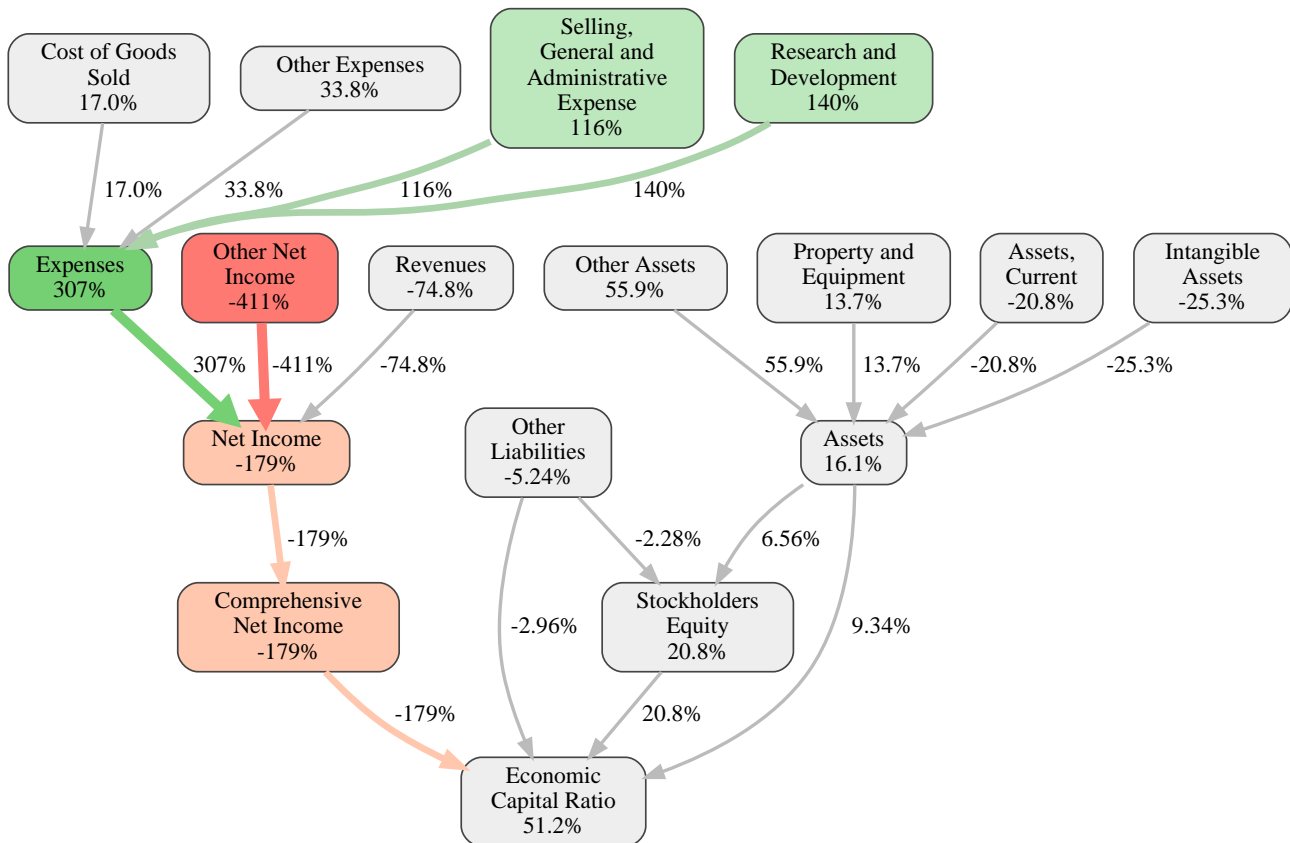 Cost of Goods
Sold
17.0%
Other Expenses
33.8%
Selling,
General and
Administrative
Expense
116%
Research and
Development
140%
17.0%
33.8%
116%
140%
Expenses
307%
Other Net
Income
-411%
Revenues
-74.8%
Other Assets
55.9%
Property and
Equipment
13.7%
Assets,
Current
-20.8%
Intangible
Assets
-25.3%
307%
-411%
-74.8%
55.9%
13.7%
-20.8%
-25.3%
Net Income
-179%
Other
Liabilities
-5.24%
Assets
16.1%
-179%
-2.28%
6.56%
Comprehensive
Net Income
-179%
-2.96%
Stockholders
Equity
20.8%
9.34%
-179%
20.8%
Economic
Capital Ratio
51.2%